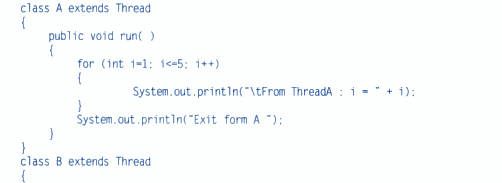 class A extends Thread
{
public void run( )
{
for (int i=1; i<=5; i++)
{
System.out.println("\tFrom ThreadA : i = " + i);
}
System.out.println("Exit form A ");
}
}
class B extends Thread
{